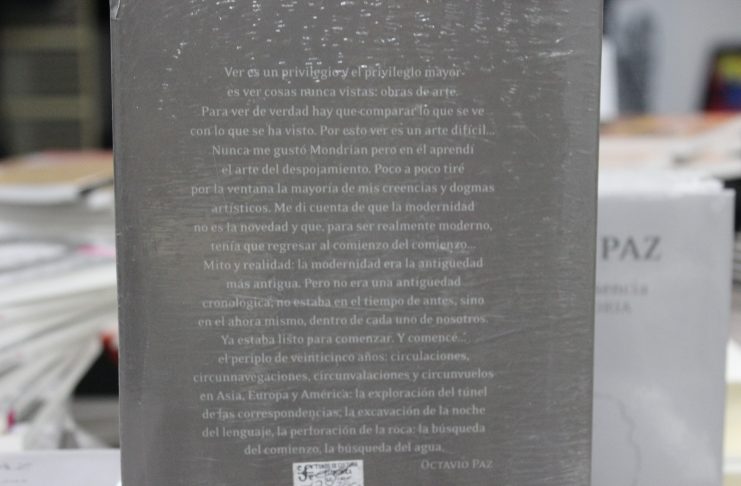 Ver es un privilegio y el privilegio mayor
es ver cosas nunca vistas: obras de arte.
Para ver de verdad hay que comparar lo que se ve
con lo que se ha visto. Por esto ver es un arte difícil...
Nunca me gustó Mondrian pero en él aprendí
el arte del despojamiento. Poco a poco tiré
por la ventana la mayoría de mis creencias y dogmas
artísticos. Me di cuenta de que la modernidad
no es la novedad y que, para ser realmente moderno,
tenía que regresar al comienzo del comienzo...
Mito y realidad: la modernidad era la antigüedad
más antigua. Pero no era una antigüedad
cronológica, no estaba en el tiempo de antes, sino
en el ahora mismo, dentro de cada uno de nosotros.
Ya estaba listo para comenzar. Y comencé...
el periplo de veinticinco años: circulaciones,
circunnavegaciones, circunvalaciones y circunvuelos
en Asia, Europa y América: la exploración del túnel
de las correspondencias, la excavación de la noche
del lenguaje, la perforación de la roca: la búsqueda
del comienzo, la búsqueda del agua.
OCTAVIO PAZ
PAZ
PAZ